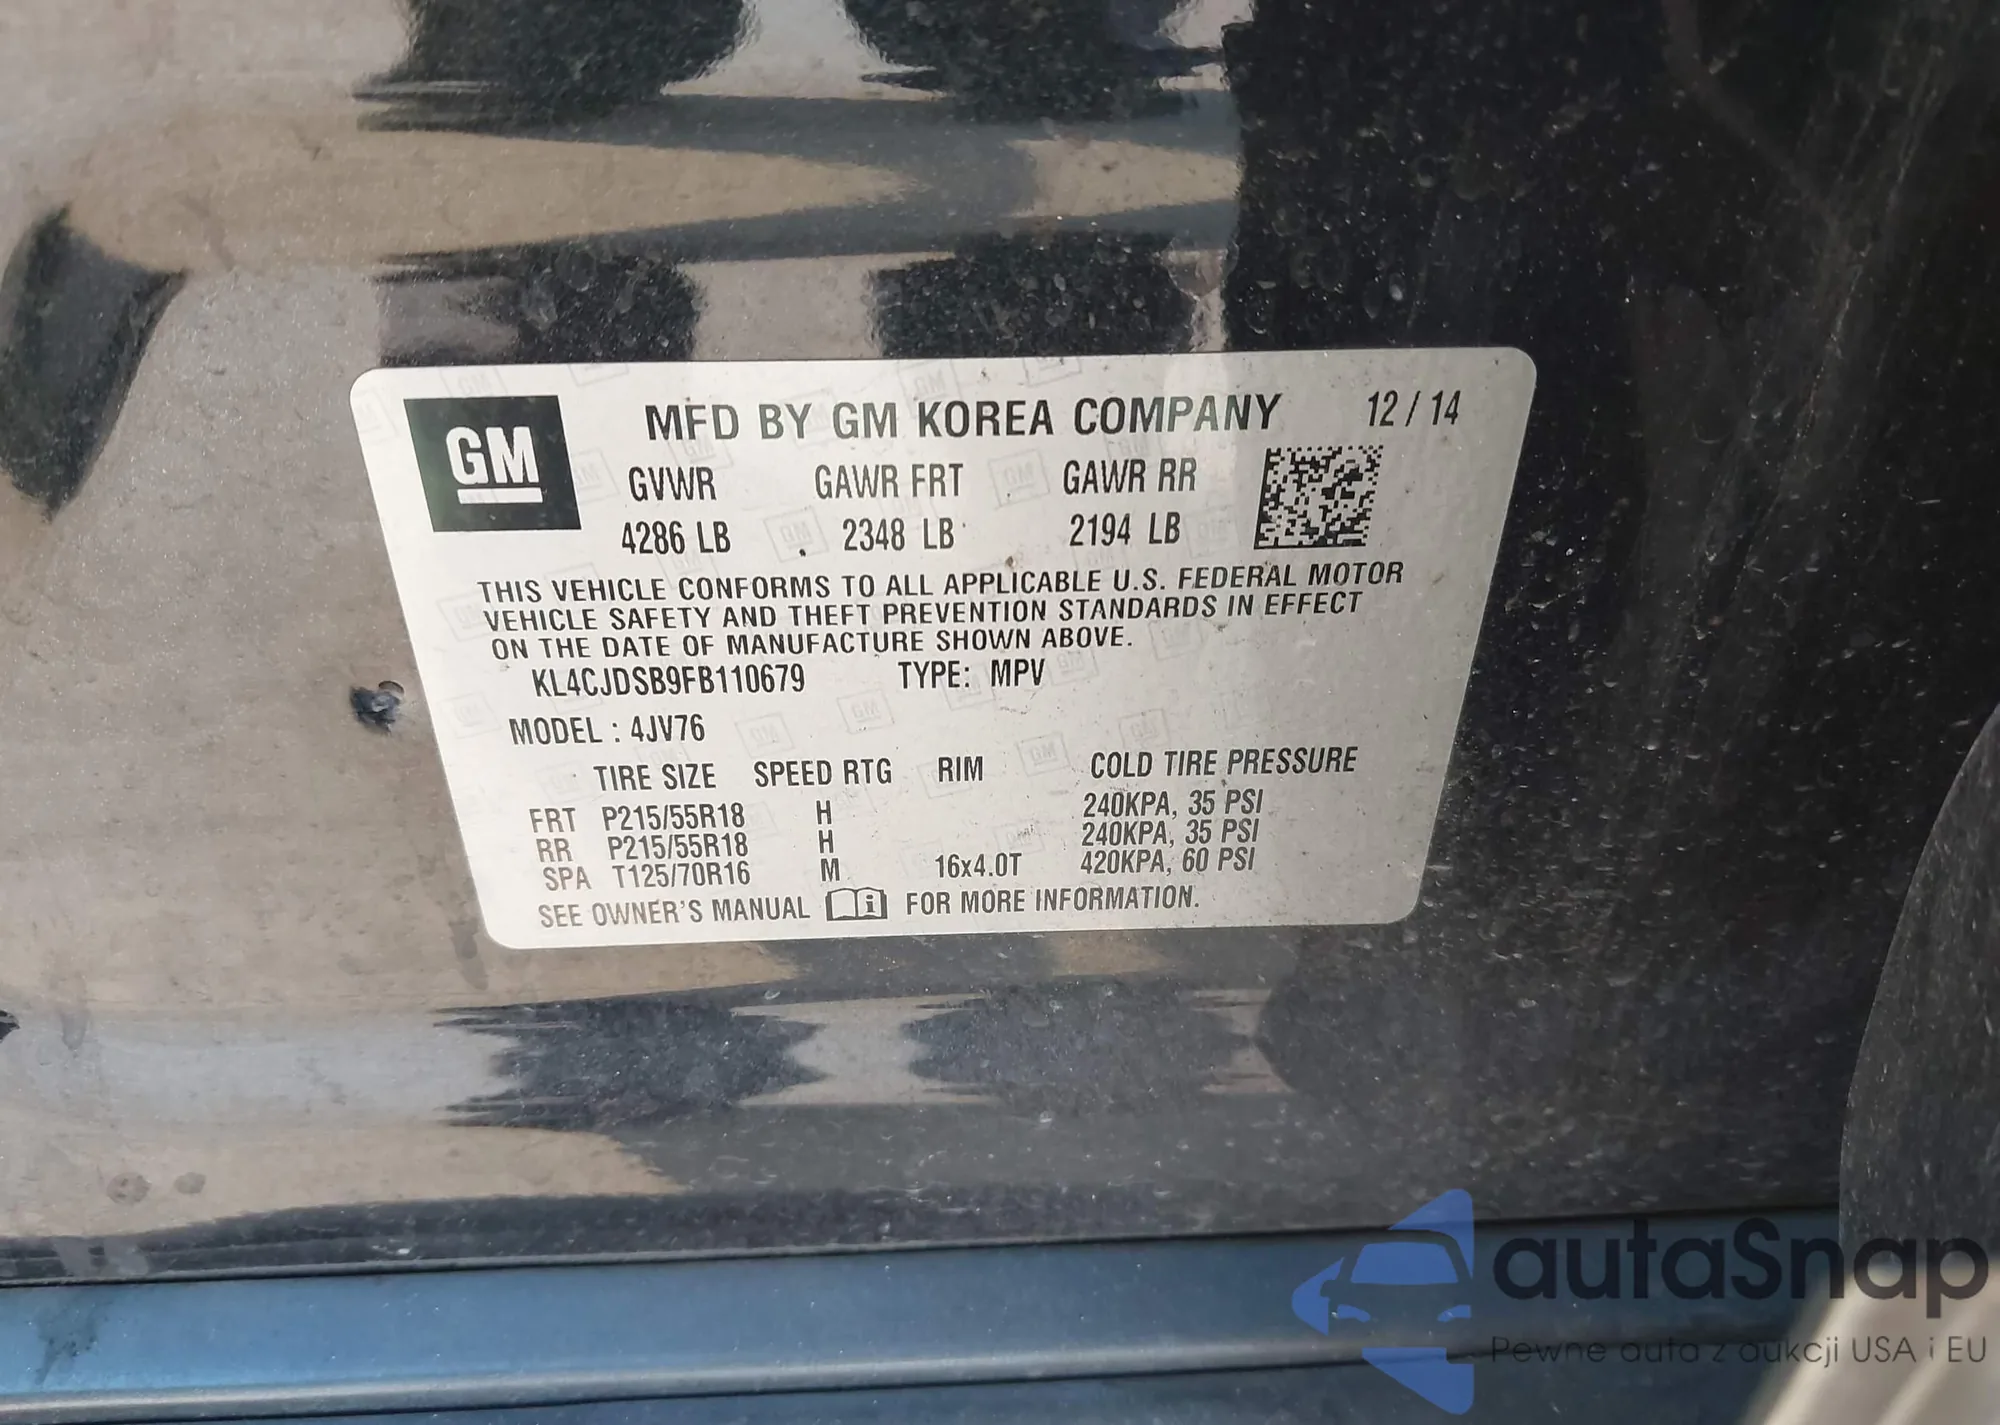 GM
MFD BY GM KOREA COMPANY 12 / 14
GVWR GAWR FRT GAWR RR
4286 LB 2348 LB 2194 LB
THIS VEHICLE CONFORMS TO ALL APPLICABLE U.S. FEDERAL MOTOR
VEHICLE SAFETY AND THEFT PREVENTION STANDARDS IN EFFECT
ON THE DATE OF MANUFACTURE SHOWN ABOVE.
KL4CJDSB9FB110679 TYPE: MPV
MODEL : 4JV76
TIRE SIZE SPEED RTG RIM COLD TIRE PRESSURE
FRT P215/55R18 H 240KPA, 35 PSI
RR P215/55R18 H 240KPA, 35 PSI
SPA T125/70R16 M 16x4.0T 420KPA, 60 PSI
SEE OWNER'S MANUAL i FOR MORE INFORMATION.
autaSnap
Pewne auta z aukcji USA i EU